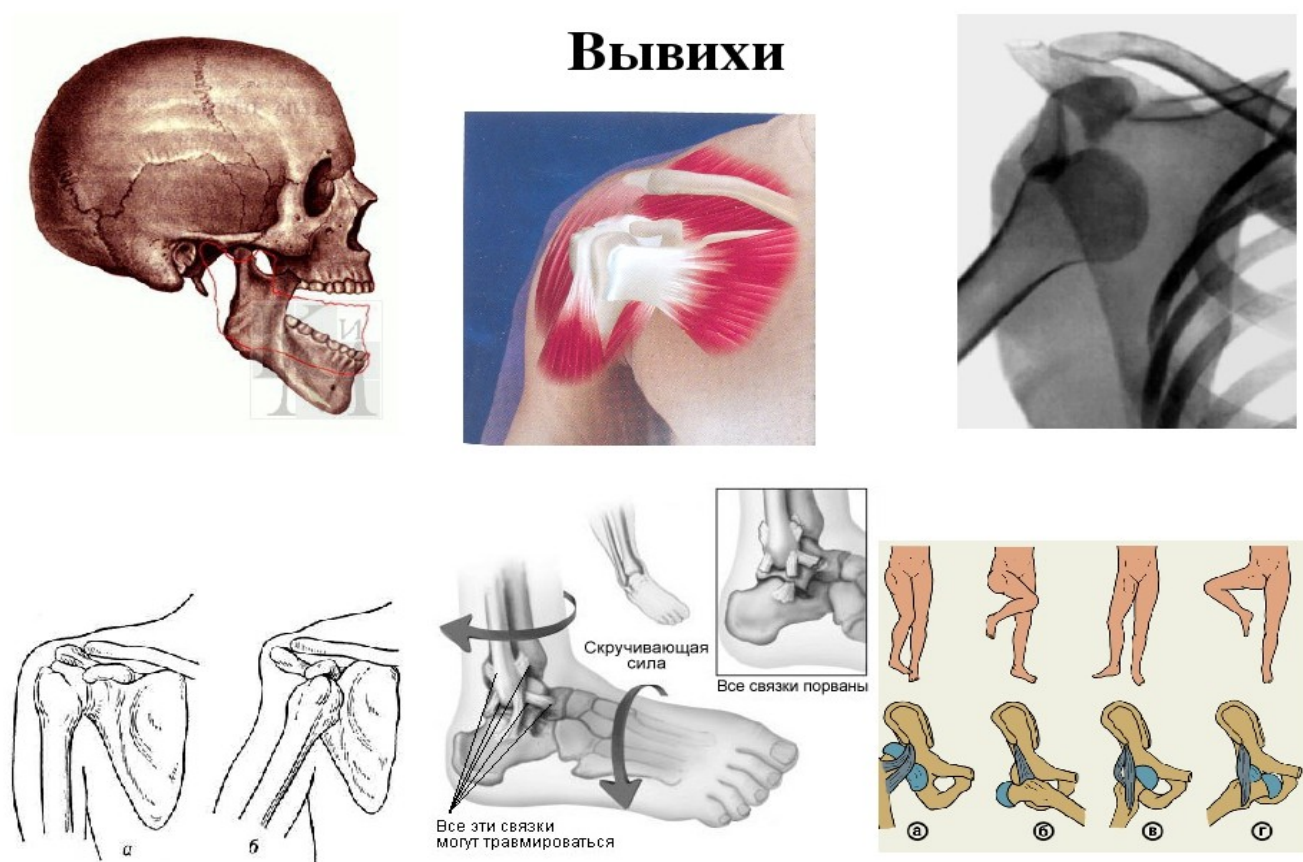 Вывихи
Скручивающая
сила
Все связки порваны
Все эти связки
могут травмироваться
а
б
а
б
в
г